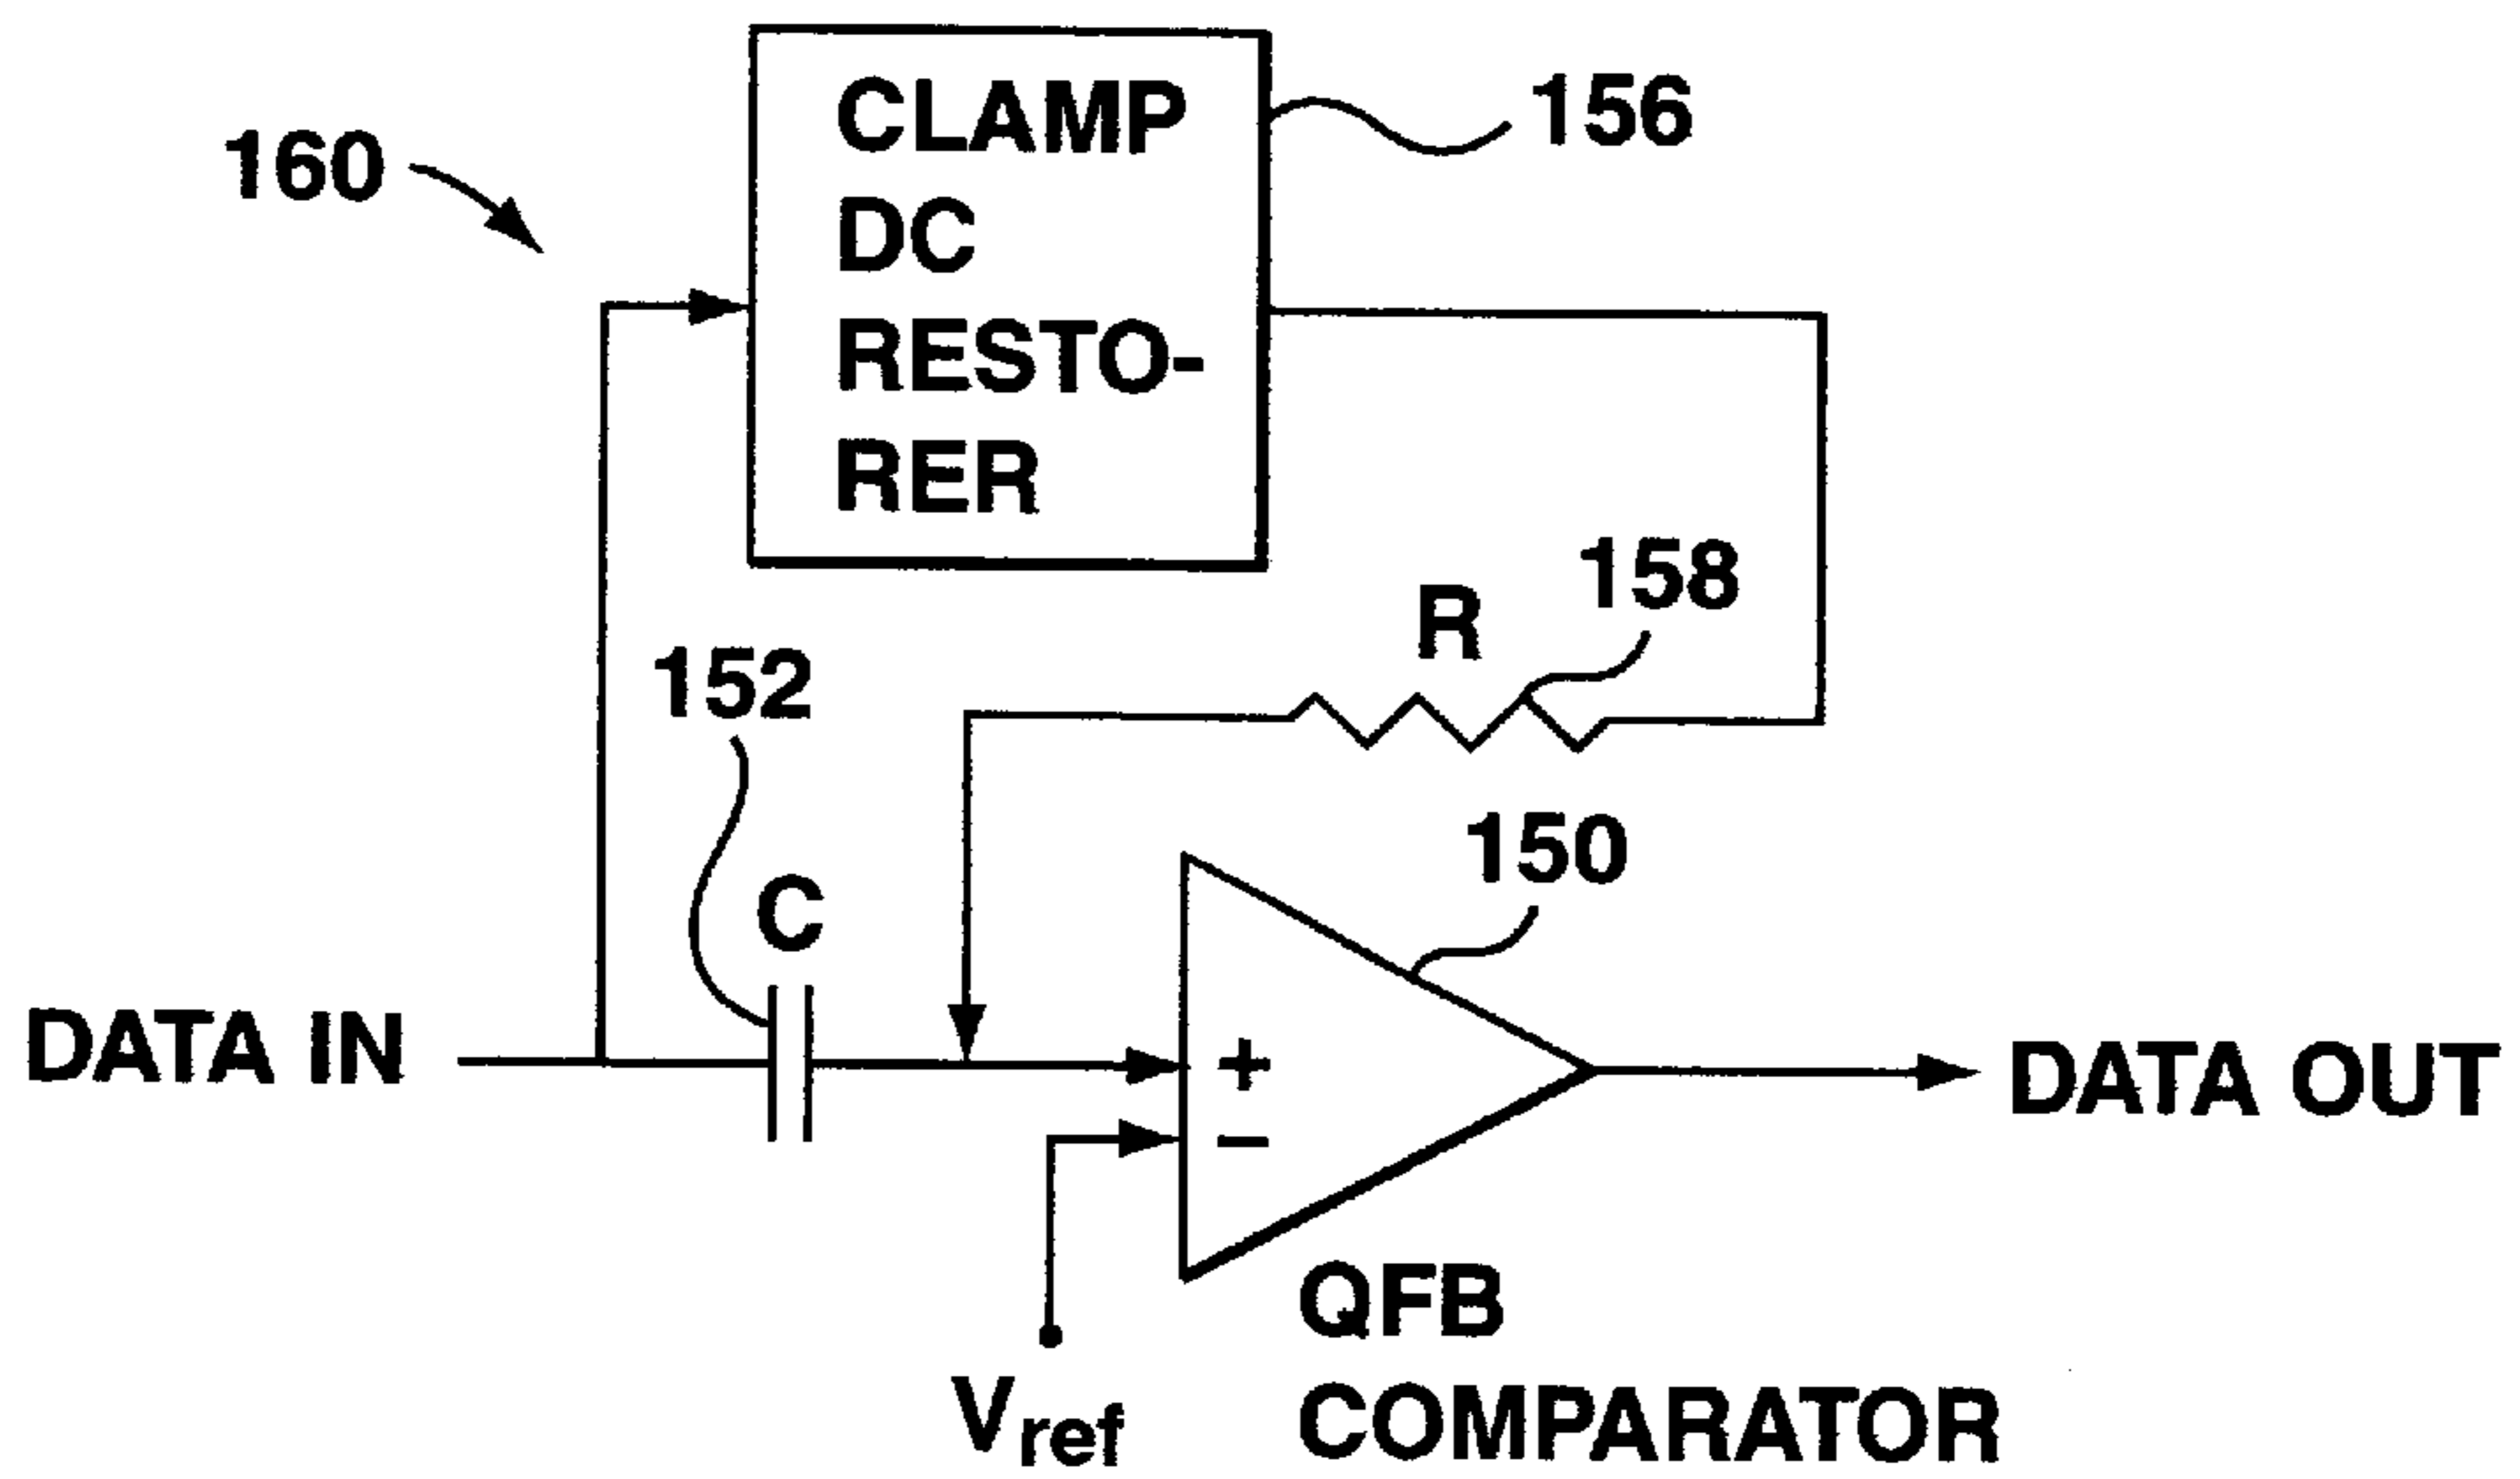 CLAMP
DC
RESTO-
RER
156
160
158
R
152
150
C
DATA IN
+
−
DATA OUT
Vref
QFB
COMPARATOR